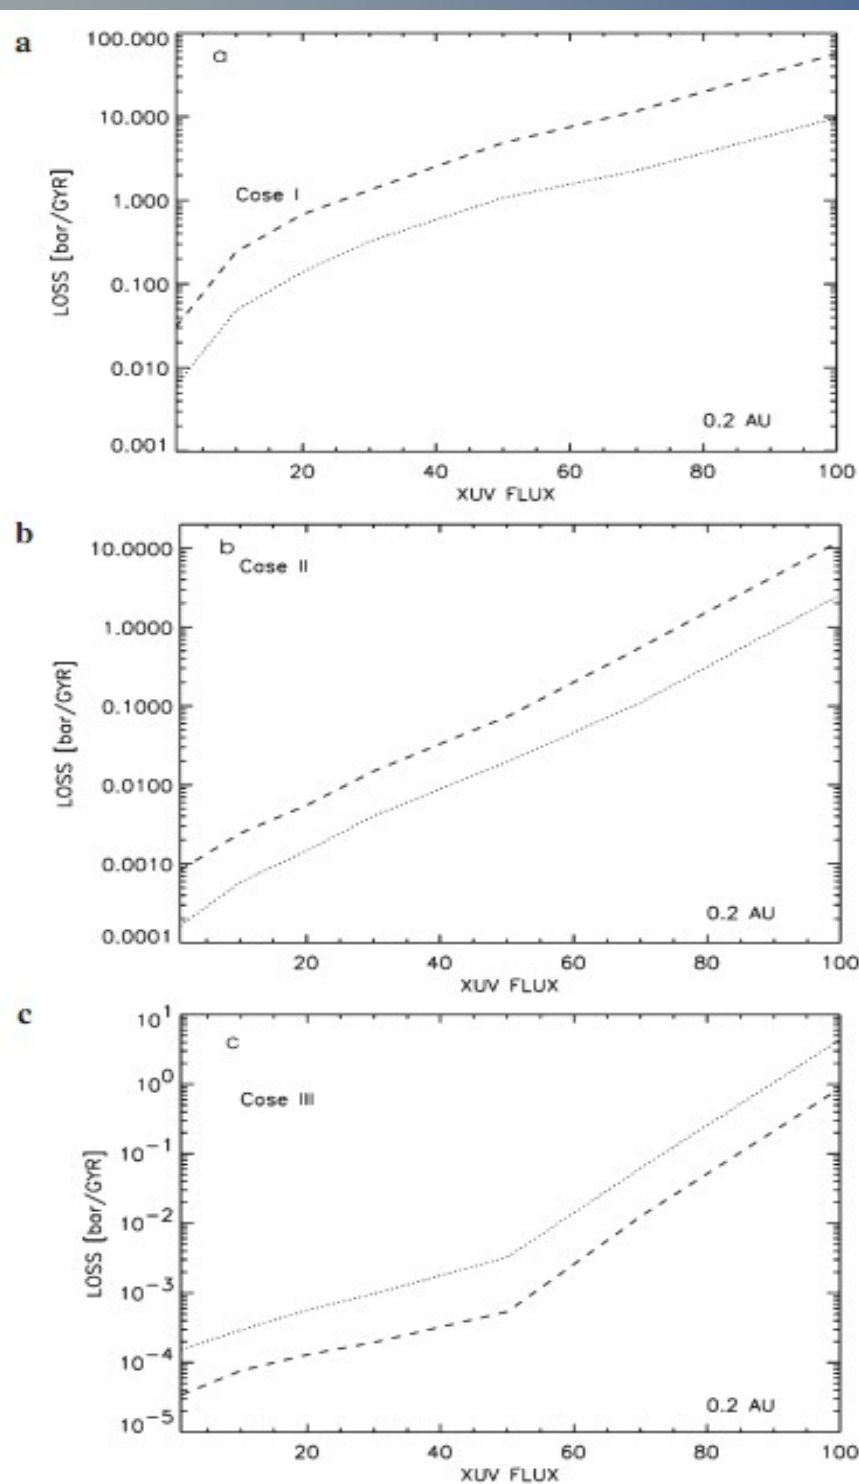 a
a
100.000
10.000
1.000
0.100
0.010
0.001
LOSS [bar/GYR]
Case I
0.2 AU
20 40 60 80 100
XUV FLUX
b
b
Case II
10.0000
1.0000
0.1000
0.0100
0.0010
0.0001
LOSS [bar/GYR]
0.2 AU
20 40 60 80 100
XUV FLUX
c
c
Case III
10¹
10⁰
10⁻¹
10⁻²
10⁻³
10⁻⁴
10⁻⁵
LOSS [bar/GYR]
0.2 AU
20 40 60 80 100
XUV FLUX